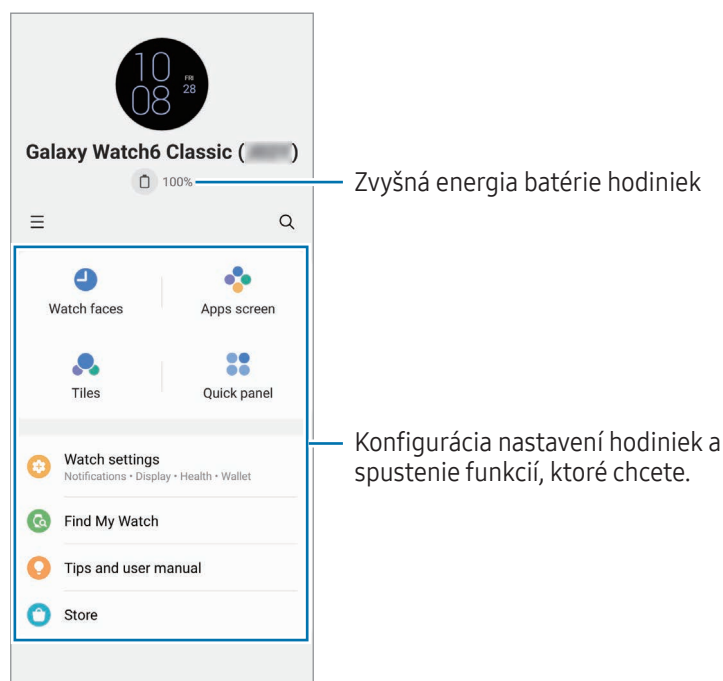 10
08
FRI
28
Galaxy Watch6 Classic ( )
100%
Zvyšná energia batérie hodiniek
Watch faces
Apps screen
Tiles
Quick panel
Watch settings
Notifications • Display • Health • Wallet
Konfigurácia nastavení hodiniek a
spustenie funkcií, ktoré chcete.
Find My Watch
Tips and user manual
Store